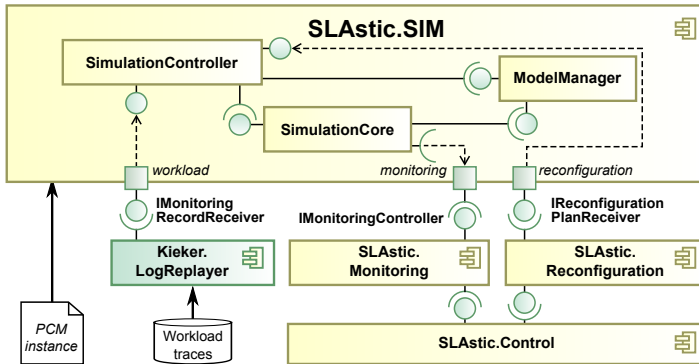 SLAstic.SIM
SimulationController
ModelManager
SimulationCore
workload
monitoring
reconfiguration
IMonitoring
RecordReceiver
IMonitoringController
IReconfiguration
PlanReceiver
Kieker.
LogReplayer
SLAstic.
Monitoring
SLAstic.
Reconfiguration
PCM
instance
Workload
traces
SLAstic.Control